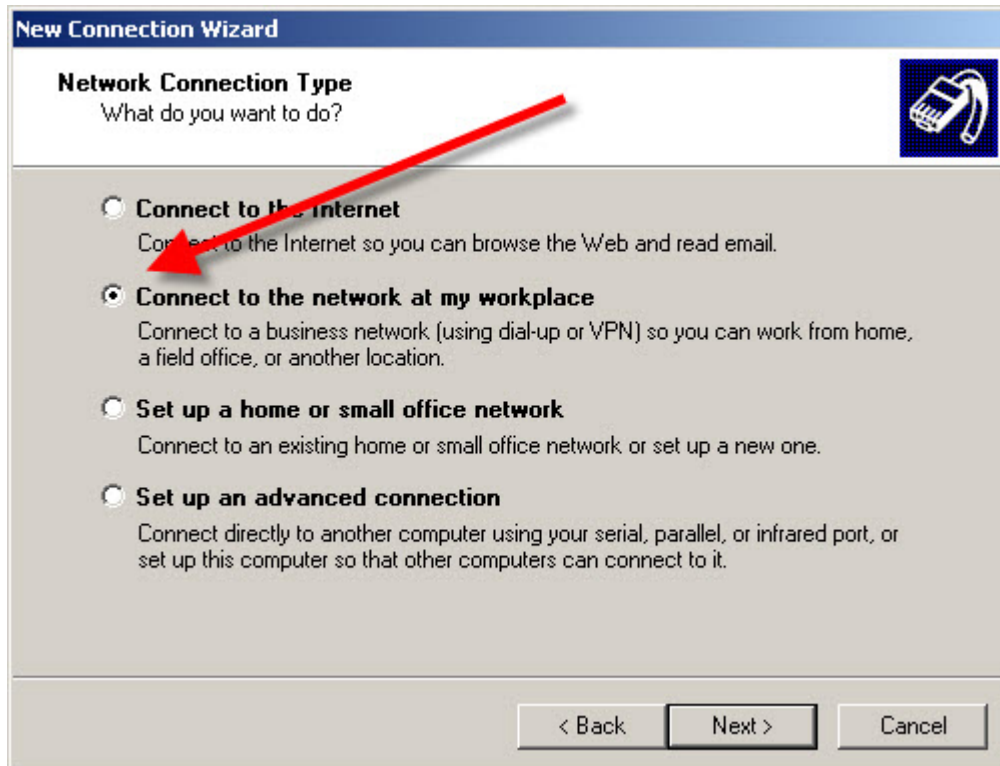 New Connection Wizard
Network Connection Type
What do you want to do?
Connect to the Internet
Connect to the Internet so you can browse the Web and read email.
Connect to the network at my workplace
Connect to a business network (using dial-up or VPN) so you can work from home,
a field office, or another location.
Set up a home or small office network
Connect to an existing home or small office network or set up a new one.
Set up an advanced connection
Connect directly to another computer using your serial, parallel, or infrared port, or
set up this computer so that other computers can connect to it.
< Back
Next >
Cancel